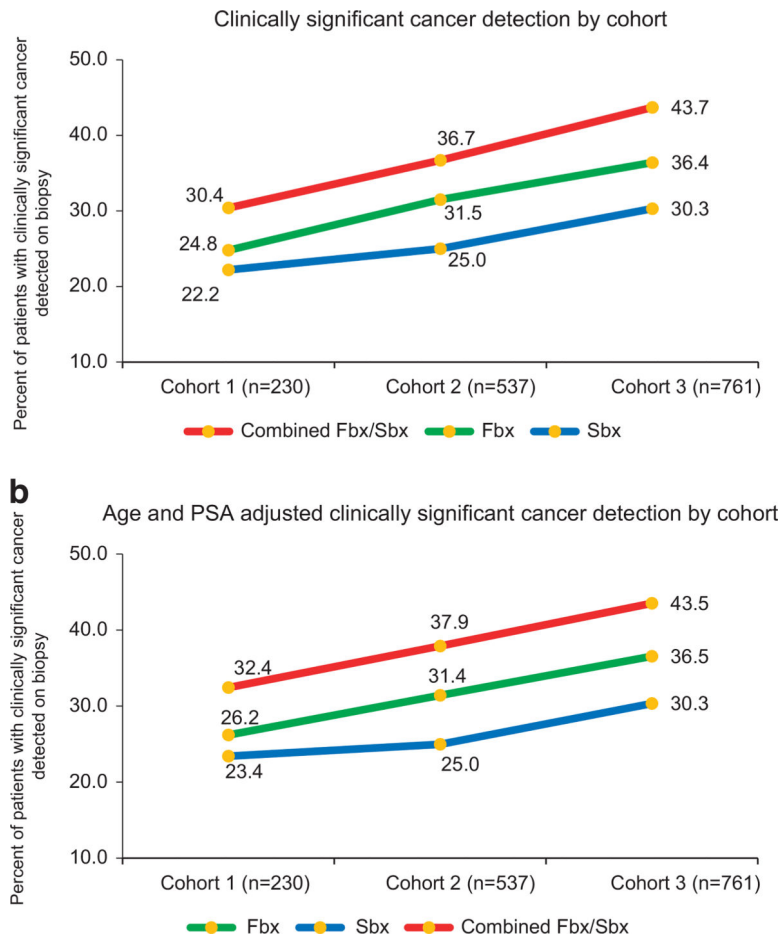 Clinically significant cancer detection by cohort
Percent of patients with clinically significant cancer
detected on biopsy
50.0
40.0
30.0
20.0
10.0
30.4
36.7
43.7
24.8
31.5
36.4
22.2
25.0
30.3
Cohort 1 (n=230) Cohort 2 (n=537) Cohort 3 (n=761)
Combined Fbx/Sbx Fbx Sbx
b
Age and PSA adjusted clinically significant cancer detection by cohort
Percent of patients with clinically significant cancer
detected on biopsy
50.0
40.0
30.0
20.0
10.0
32.4
37.9
43.5
26.2
31.4
36.5
23.4
25.0
30.3
Cohort 1 (n=230) Cohort 2 (n=537) Cohort 3 (n=761)
Fbx Sbx Combined Fbx/Sbx